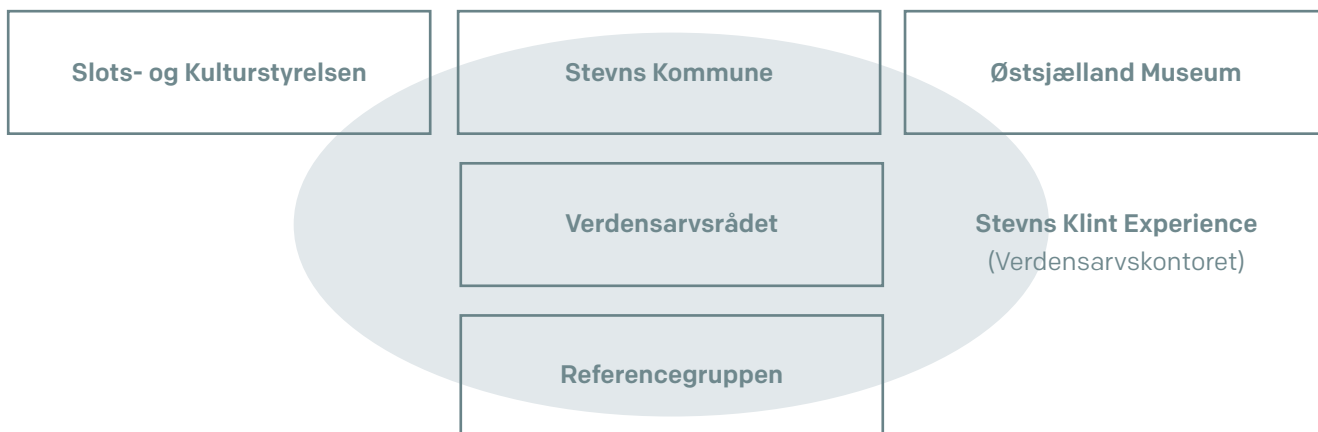 Slots- og Kulturstyrelsen
Stevns Kommune
Østsjælland Museum
Verdensarvsrådet
Stevns Klint Experience
(Verdensarvskontoret)
Referencegruppen